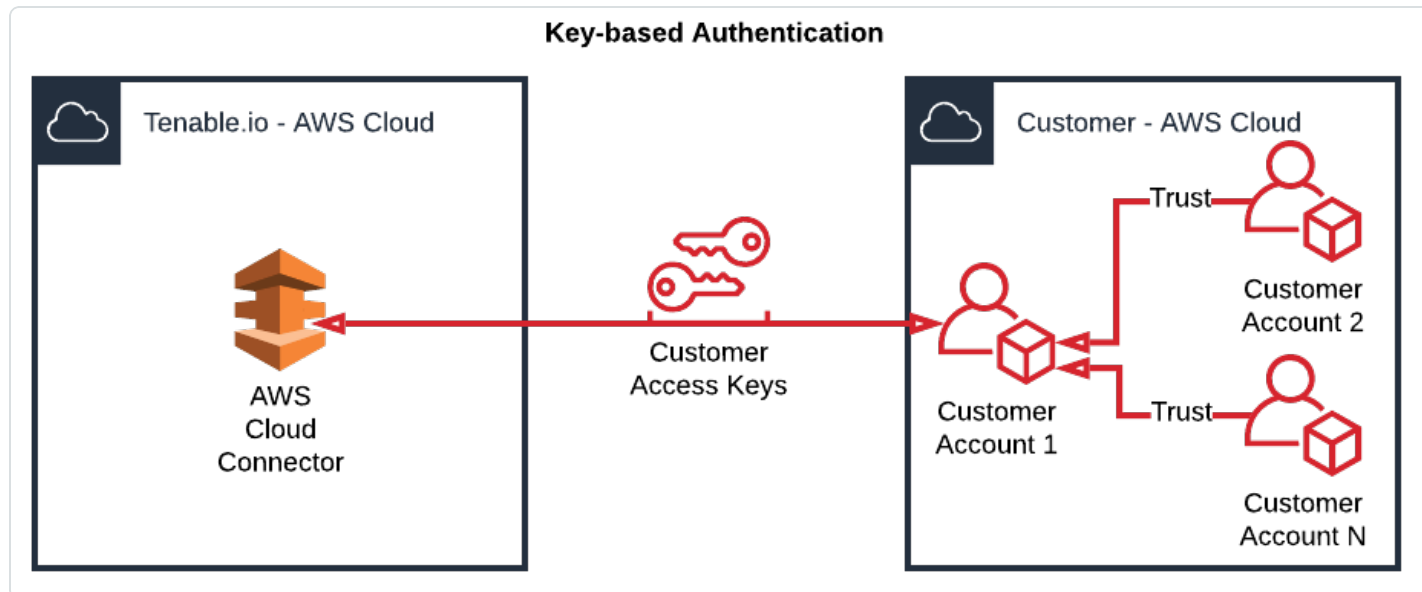 Key-based Authentication
Tenable.io - AWS Cloud
Customer - AWS Cloud
Trust
Customer
Account 2
Customer
Access Keys
AWS
Cloud
Connector
Customer
Account 1
Trust
Customer
Account N